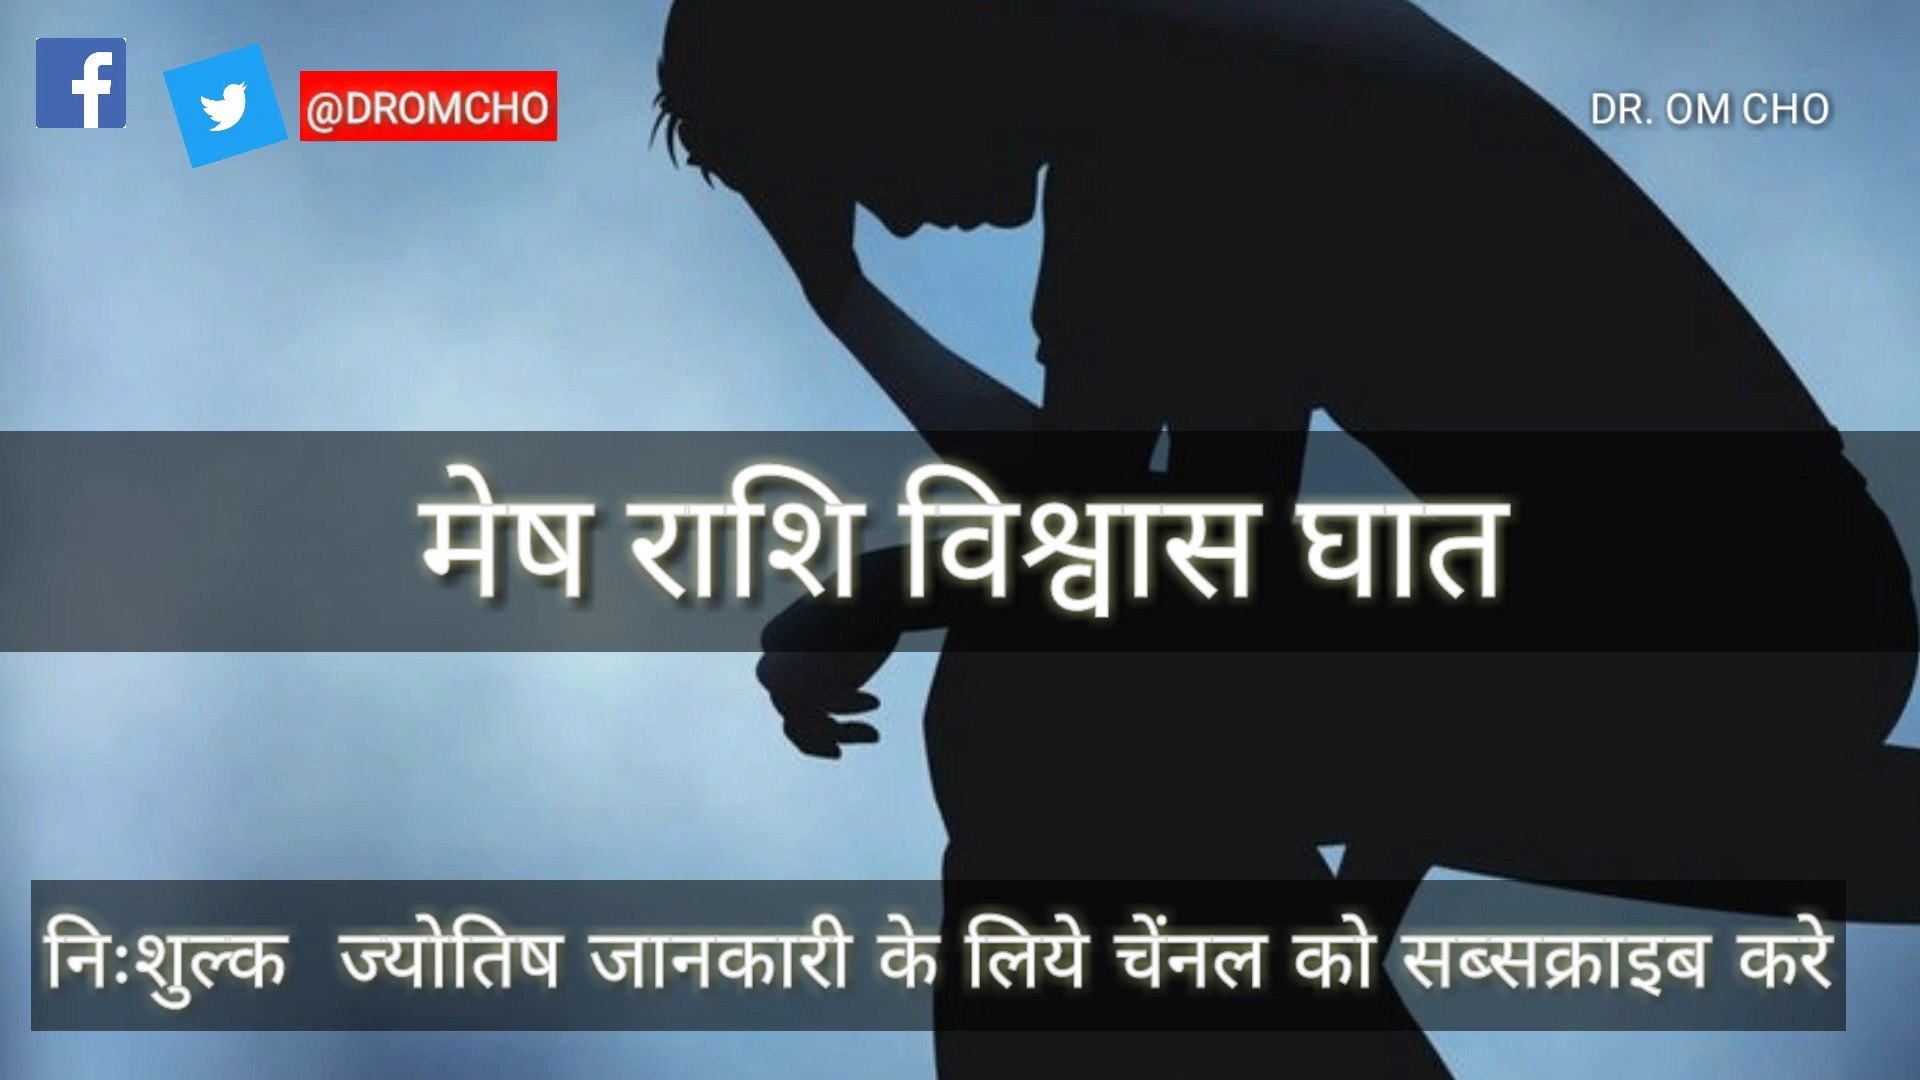 @DROMCHO
DR. OM CHO
मेष राशि विश्वास घात
नि:शुल्क ज्योतिष जानकारी के लिये चेंनल को सब्सक्राइब करे